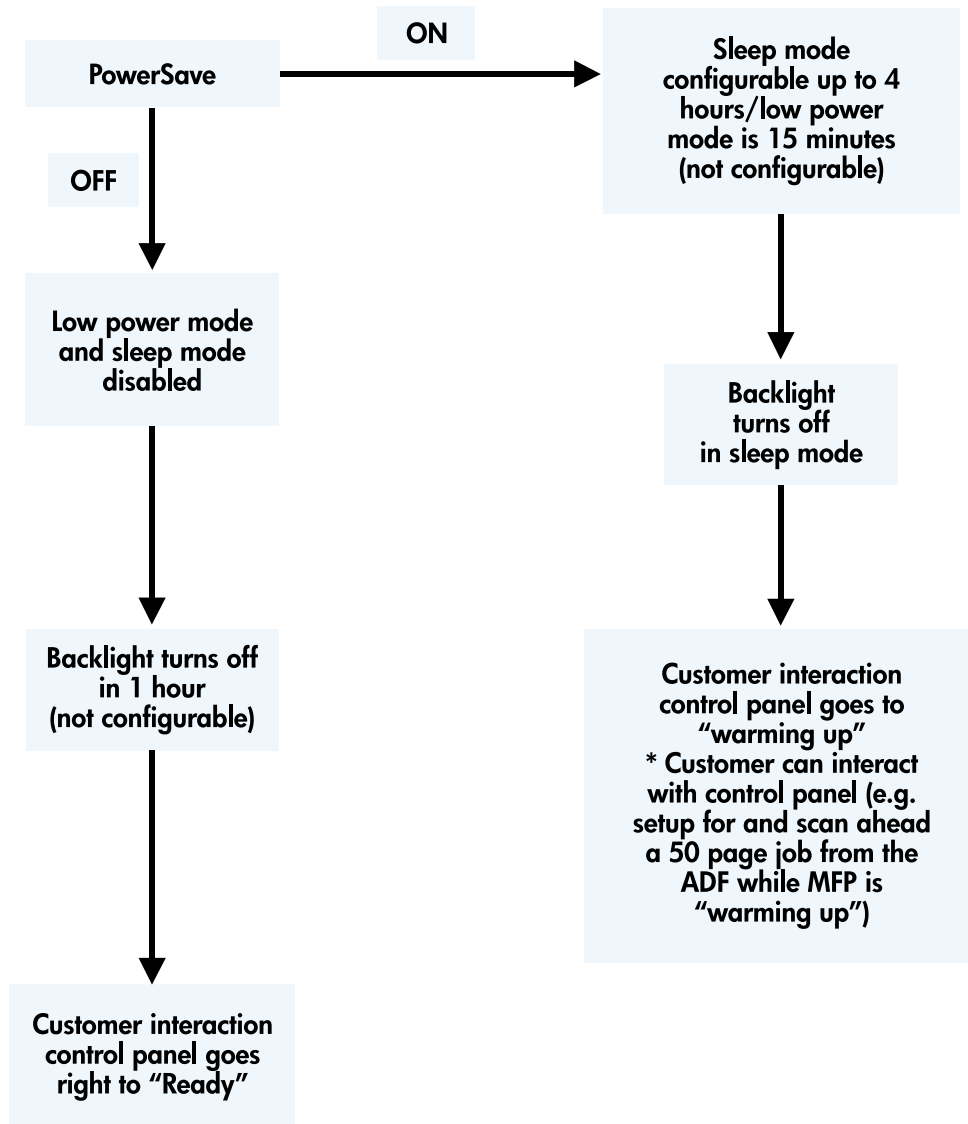 PowerSave
ON
Sleep mode
configurable up to 4
hours/low power
mode is 15 minutes
(not configurable)
OFF
Low power mode
and sleep mode
disabled
Backlight
turns off
in sleep mode
Backlight turns off
in 1 hour
(not configurable)
Customer interaction
control panel goes to
“warming up”
* Customer can interact
with control panel (e.g.
setup for and scan ahead
a 50 page job from the
ADF while MFP is
“warming up”)
Customer interaction
control panel goes
right to “Ready”